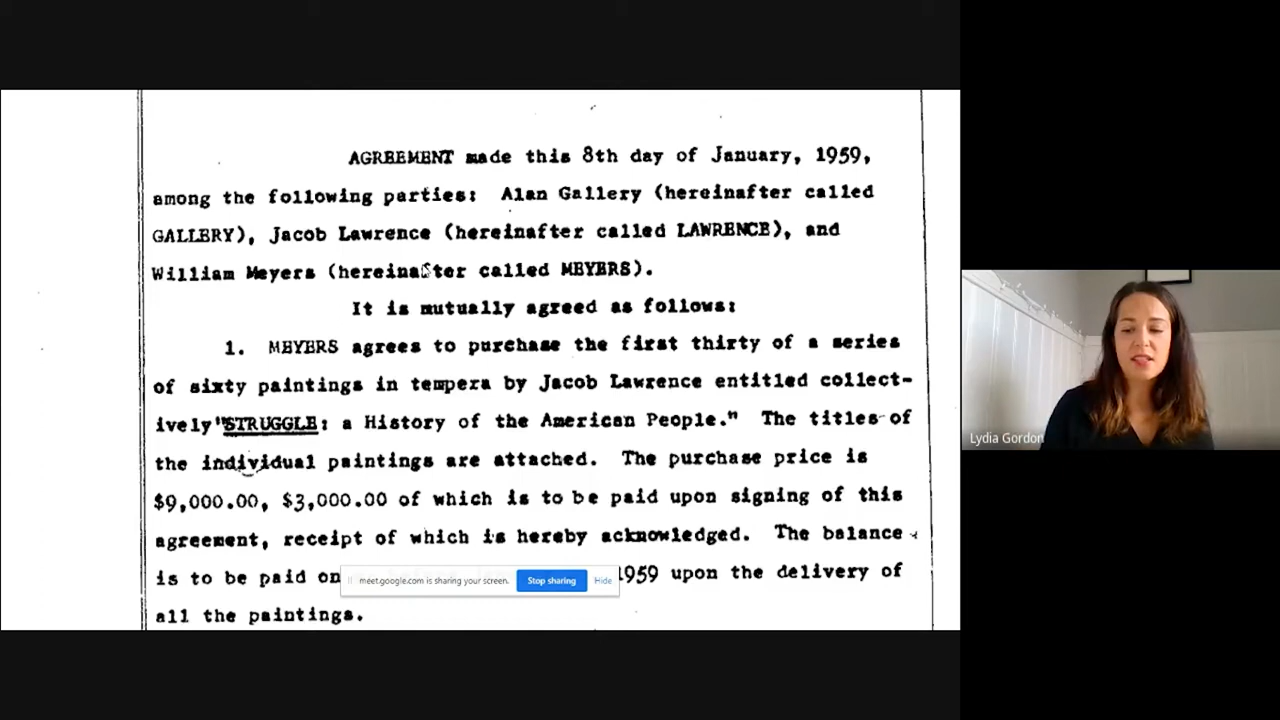 AGREEMENT made this 8th day of January, 1959,
among the following parties: Alan Gallery (hereinafter called
GALLERY), Jacob Lawrence (hereinafter called LAWRENCE), and
William Meyers (hereinafter called MEYERS).
It is mutually agreed as follows:
1. MEYERS agrees to purchase the first thirty of a series
of sixty paintings in tempera by Jacob Lawrence entitled collect-
ively "STRUGGLE: a History of the American People." The titles of
the individual paintings are attached. The purchase price is
$9,000.00, $3,000.00 of which is to be paid upon signing of this
agreement, receipt of which is hereby acknowledged. The balance
is to be paid on 1959 upon the delivery of
all the paintings.
meet.google.com is sharing your screen.
Stop sharing
Hide
Lydia Gordon